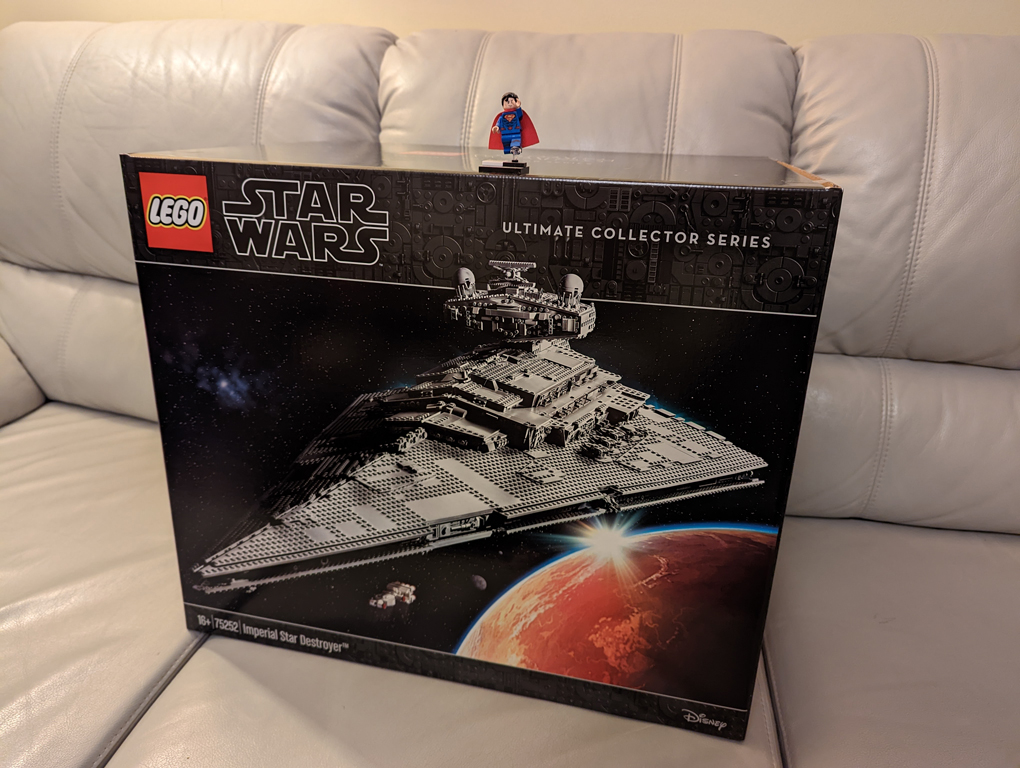 LEGO
STAR
WARS
ULTIMATE COLLECTOR SERIES
16+ 75252 Imperial Star Destroyer™
Disney